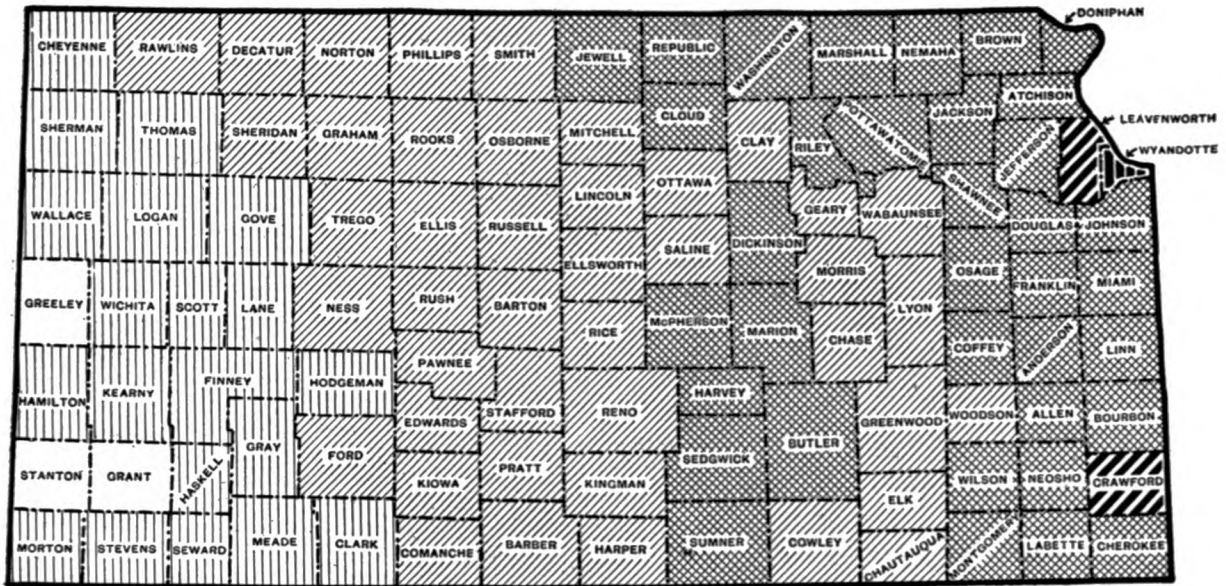 DONIPHAN
CHEYENNE RAWLINS DECATUR NORTON PHILLIPS SMITH JEWELL REPUBLIC WASHINGTON MARSHALL NEMAHA BROWN
ATCHISON
SHERMAN THOMAS SHERIDAN GRAHAM ROOKS OSBORNE MITCHELL CLOUD CLAY RILEY POTTAWATOMIE JACKSON JEFFERSON LEAVENWORTH
WYANDOTTE
LINCOLN OTTAWA GEARY WABAUNSEE SHAWNEE
WALLACE LOGAN GOVE TREGO ELLIS RUSSELL SALINE DICKINSON DOUGLAS JOHNSON
ELLSWORTH MORRIS OSAGE
GREELEY WICHITA SCOTT LANE NESS RUSH BARTON LYON FRANKLIN MIAMI
RICE McPHERSON MARION CHASE COFFEY ANDERSON LINN
PAWNEE
HAMILTON KEARNY FINNEY HODGEMAN HARVEY
EDWARDS STAFFORD RENO GREENWOOD WOODSON ALLEN BOURBON
GRAY FORD BUTLER
STANTON GRANT HASKELL KIOWA PRATT KINGMAN SEDGWICK ELK WILSON NEOSHO CRAWFORD
MORTON STEVENS SEWARD MEADE CLARK COMANCHE BARBER HARPER SUMNER COWLEY CHAUTAUQUA MONTGOMERY LABETTE CHEROKEE